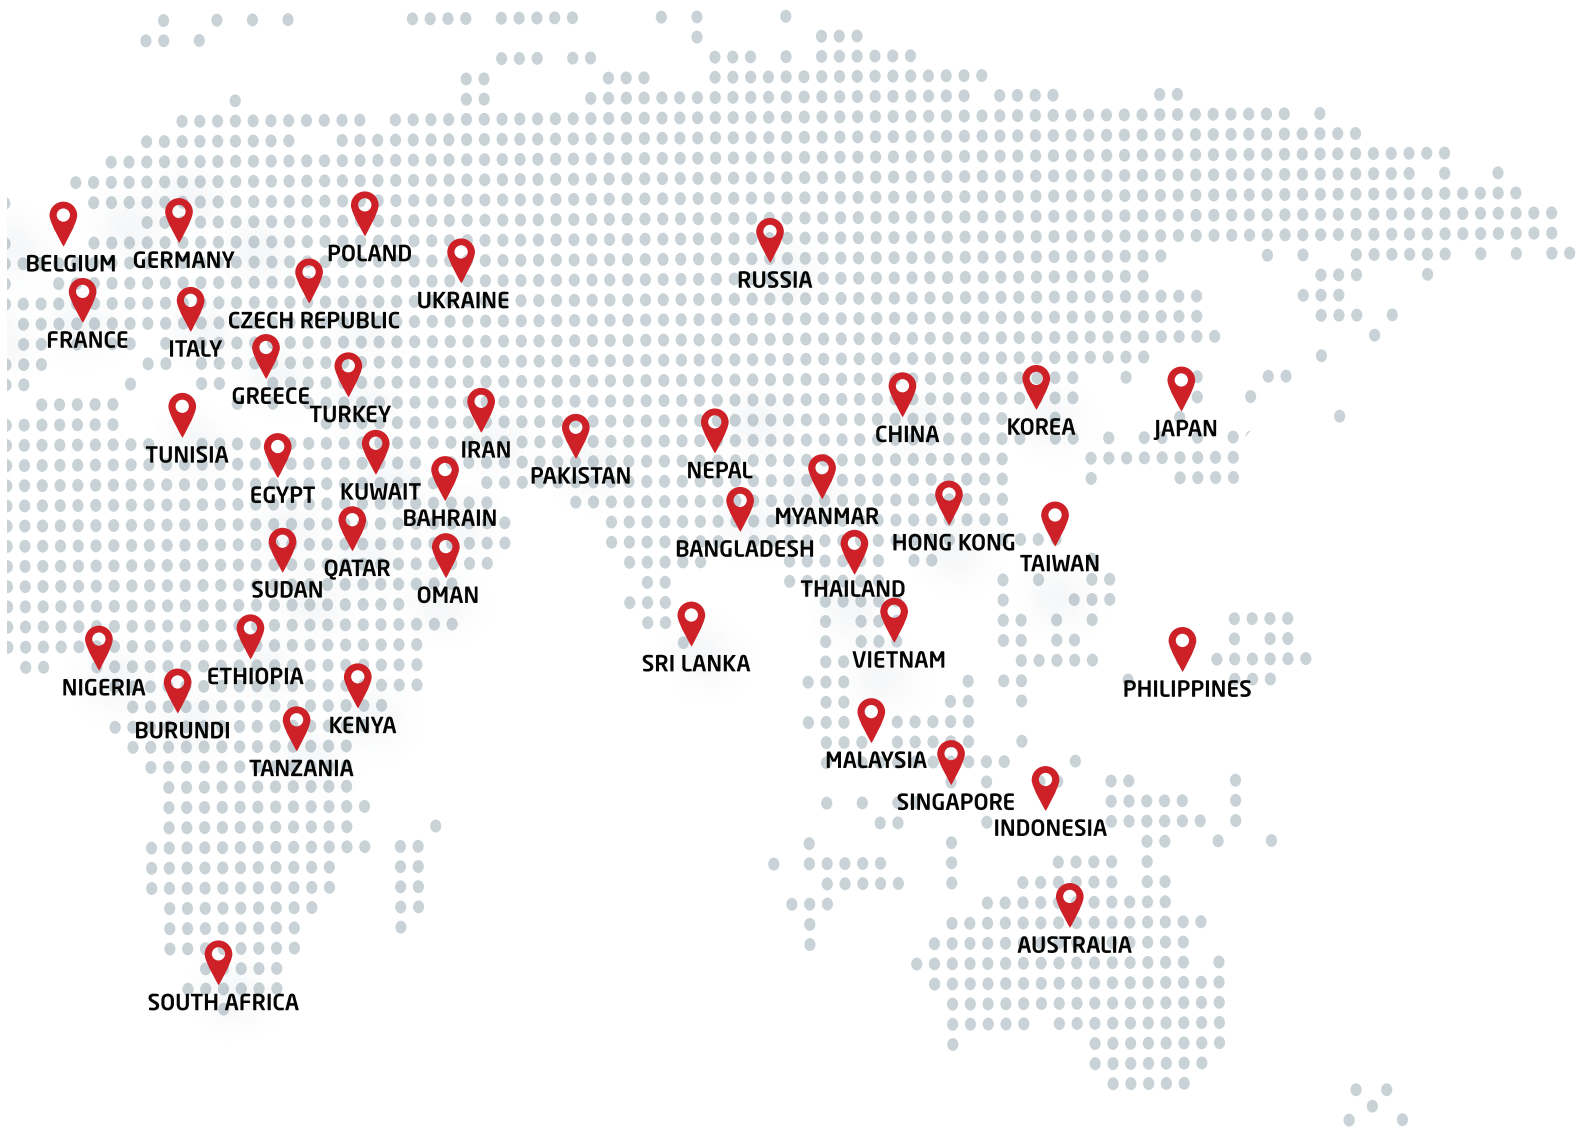 POLAND
GERMANY
BELGIUM
RUSSIA
UKRAINE
CZECH REPUBLIC
FRANCE
ITALY
GREECE
TURKEY
KOREA
JAPAN
CHINA
IRAN
TUNISIA
NEPAL
PAKISTAN
KUWAIT
EGYPT
MYANMAR
BAHRAIN
HONG KONG
BANGLADESH
TAIWAN
QATAR
THAILAND
SUDAN
OMAN
VIETNAM
SRI LANKA
ETHIOPIA
NIGERIA
PHILIPPINES
KENYA
BURUNDI
MALAYSIA
TANZANIA
SINGAPORE
INDONESIA
AUSTRALIA
SOUTH AFRICA